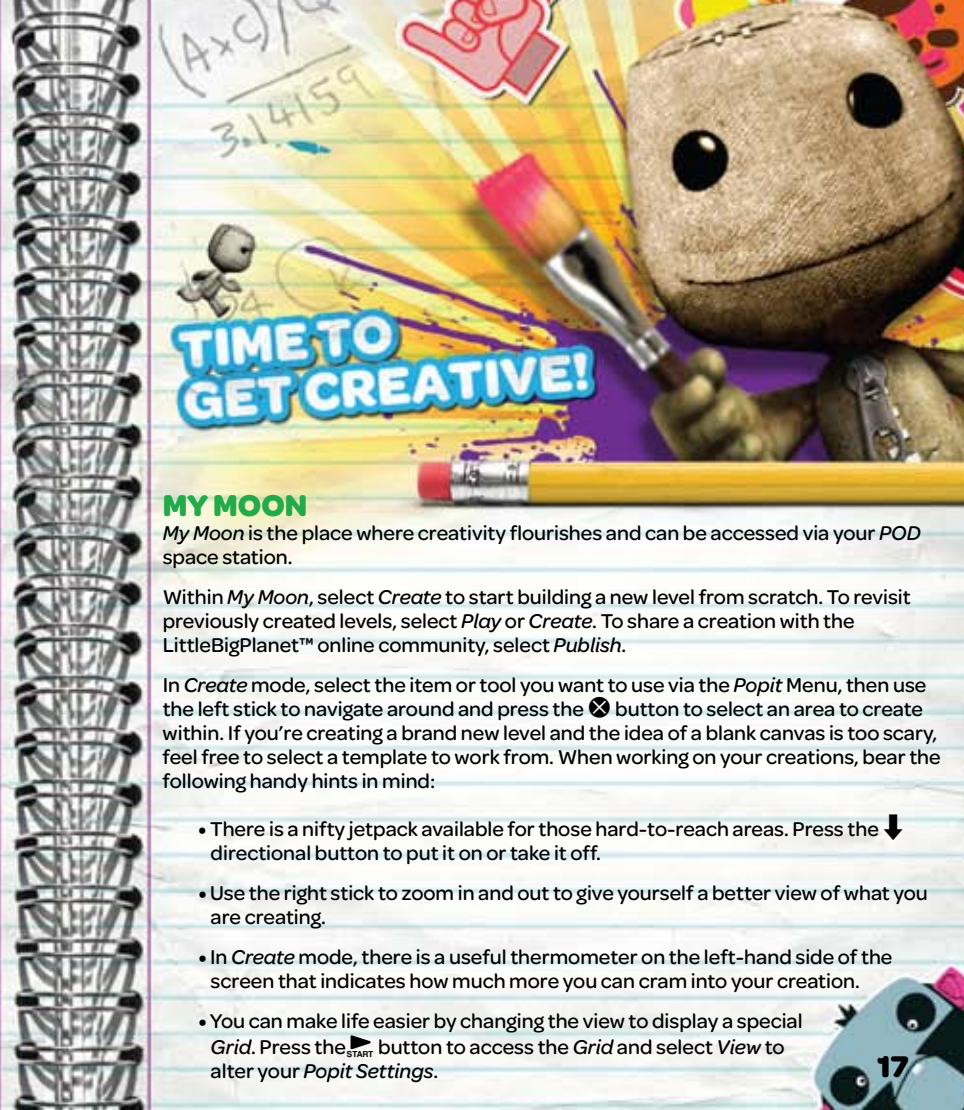 (A×C)/
3.14159
54
K
TIME TO
GET CREATIVE!
MY MOON
My Moon is the place where creativity flourishes and can be accessed via your POD
space station.
Within My Moon, select Create to start building a new level from scratch. To revisit
previously created levels, select Play or Create. To share a creation with the
LittleBigPlanet™ online community, select Publish.
In Create mode, select the item or tool you want to use via the Popit Menu, then use
the left stick to navigate around and press the ⊗ button to select an area to create
within. If you're creating a brand new level and the idea of a blank canvas is too scary,
feel free to select a template to work from. When working on your creations, bear the
following handy hints in mind:
• There is a nifty jetpack available for those hard-to-reach areas. Press the ⬇
directional button to put it on or take it off.
• Use the right stick to zoom in and out to give yourself a better view of what you
are creating.
• In Create mode, there is a useful thermometer on the left-hand side of the
screen that indicates how much more you can cram into your creation.
• You can make life easier by changing the view to display a special
Grid. Press the START button to access the Grid and select View to
alter your Popit Settings.
17